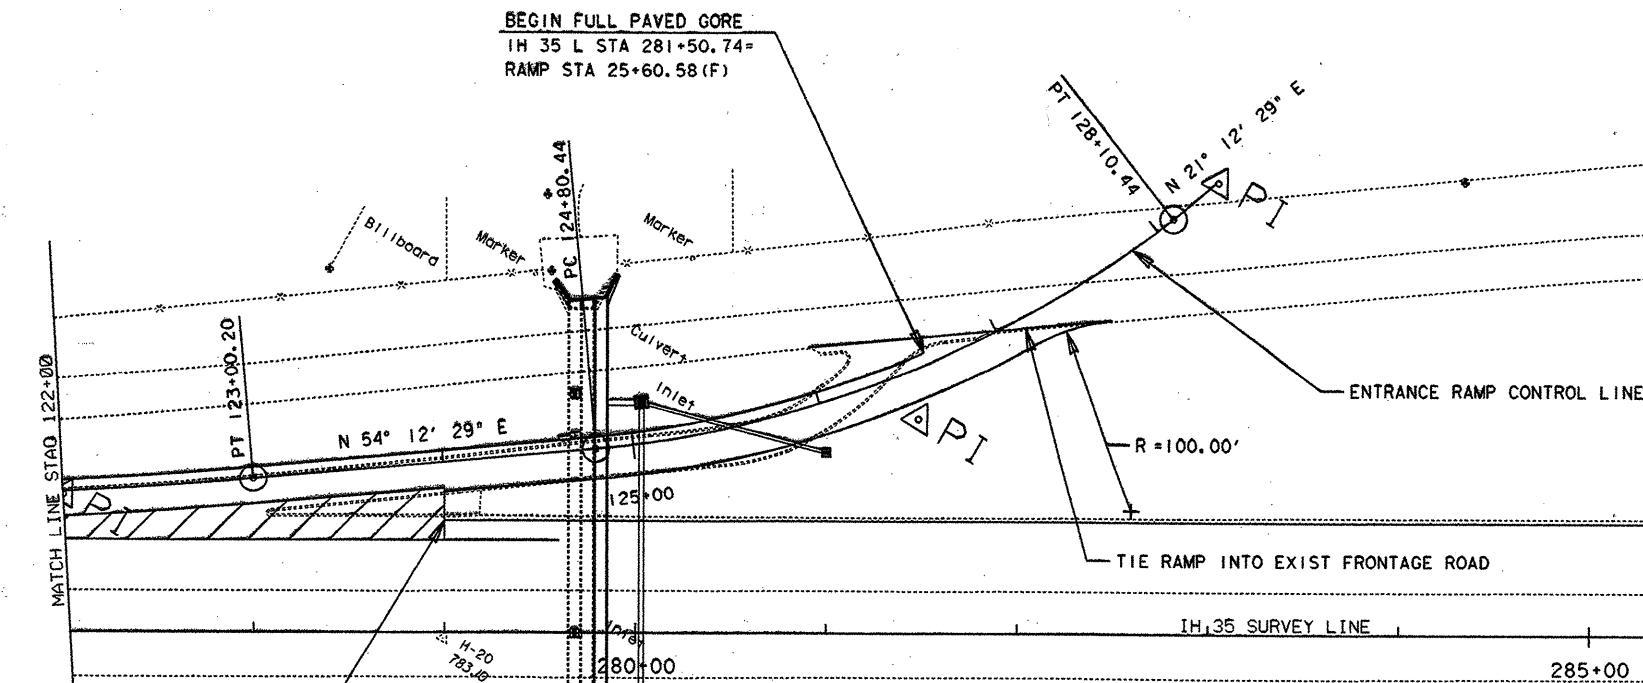 BEGIN FULL PAVED GORE
IH 35 L STA 281+50.74=
RAMP STA 25+60.58(F)
PT 128+10.44
N 21° 12' 29" E
PI
PC 124+80.44
Billboard
Marker
Marker
PT 123+00.20
Culvert
Inlet
MATCH LINE STAO 122+00
N 54° 12' 29" E
ENTRANCE RAMP CONTROL LINE
PI
R=100.00'
PI
125+00
TIE RAMP INTO EXIST FRONTAGE ROAD
IH 35 SURVEY LINE
Inlet
H-20
280+00
285+00